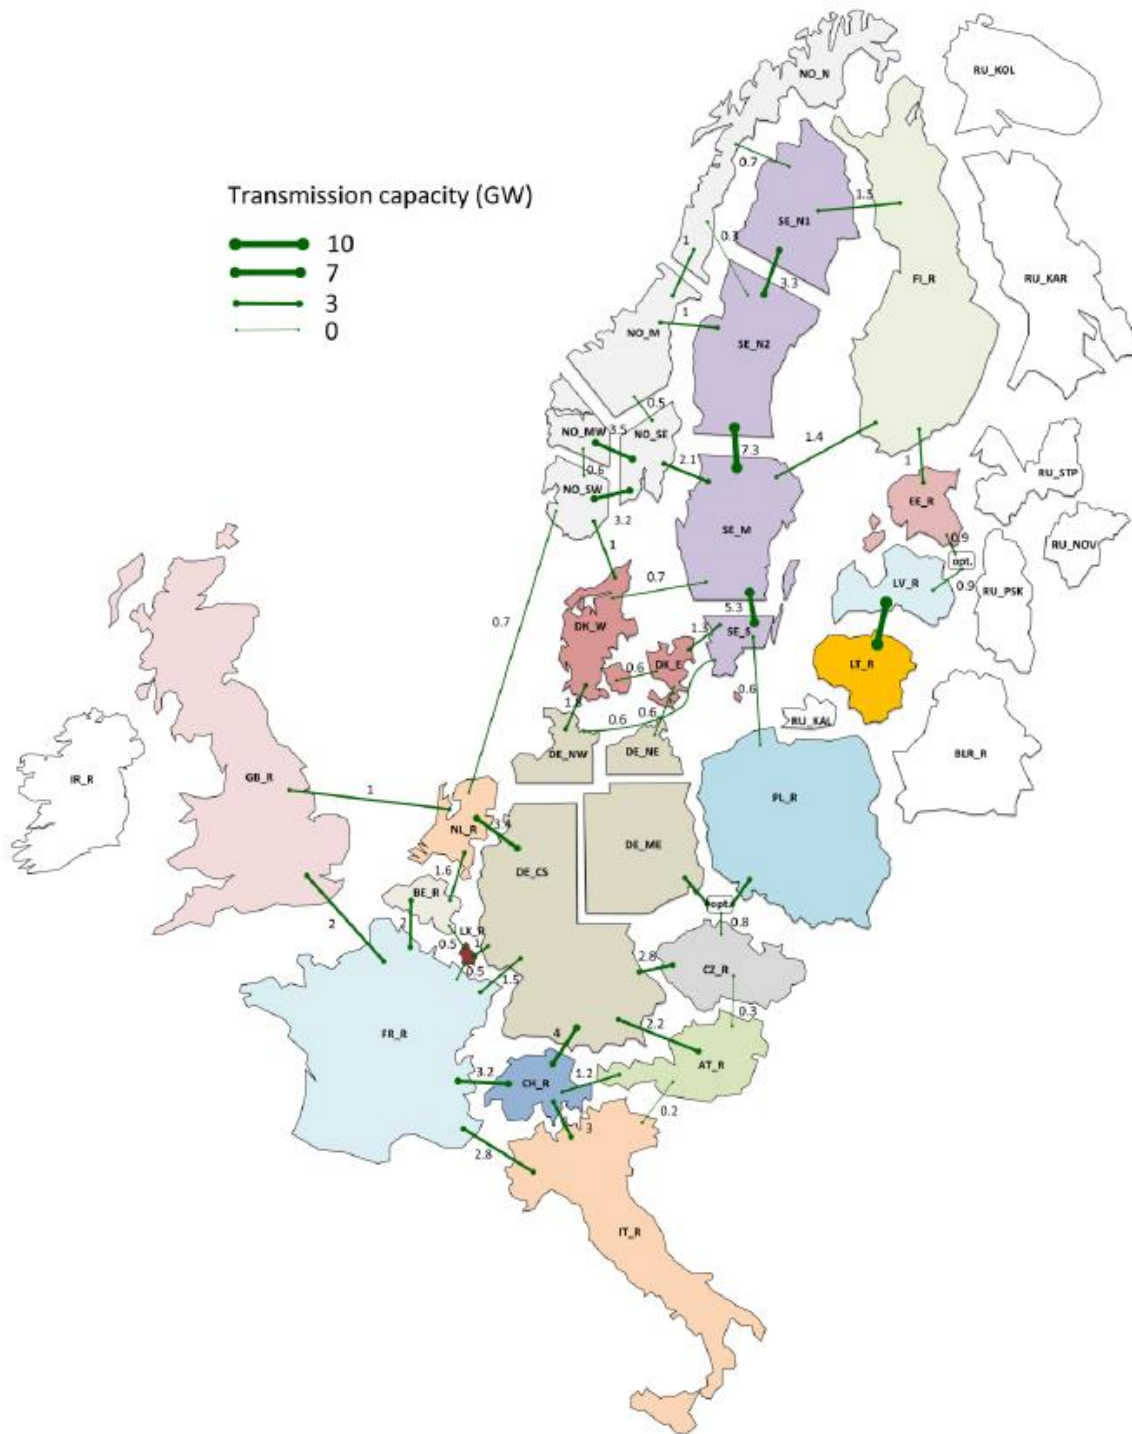 NO_N
RU_KOL
0.7
Transmission capacity (GW)
10
7
3
0
1.5
SE_N1
0.3
1
3.3
FI_R
RU_KAR
NO_M
1
SE_N2
0.5
NO_MW
3.5
NO_SE
1.4
7.3
2.1
0.6
1
RU_STP
NO_SW
EE_R
3.2
SE_M
0.9
RU_NOV
1
opt.
0.7
LV_R
0.9
RU_PSK
5.3
0.7
DK_W
1.3
SE_S
DK_E
LT_R
0.6
0.6
1.8
0.6
0.6
RU_KAL
DE_NW
DE_NE
BLR_R
IR_R
GB_R
1
PL_R
NL_R
DE_ME
DE_CS
1.6
BE_R
opt.
2
2
LX_R
0.8
0.5
1
0.5
2.8
CZ_R
1.5
0.3
FR_R
4
2.2
AT_R
3.2
CH_R
1.2
0.2
3
2.8
IT_R